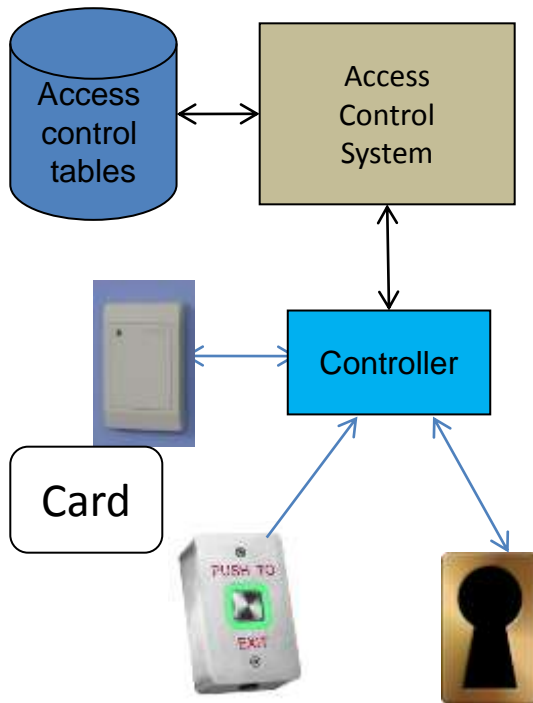 Access
control
tables
Access
Control
System
Controller
Card
PUSH TO
EXIT